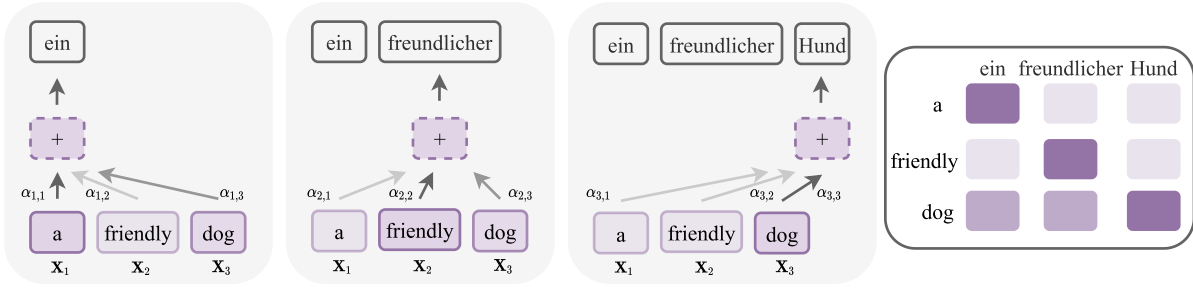 ein
+
α1,1 α1,2 α1,3
a friendly dog
x1 x2 x3
ein freundlicher
+
α2,1 α2,2 α2,3
a friendly dog
x1 x2 x3
ein freundlicher Hund
+
α3,1 α3,2 α3,3
a friendly dog
x1 x2 x3
ein freundlicher Hund
a
friendly
dog